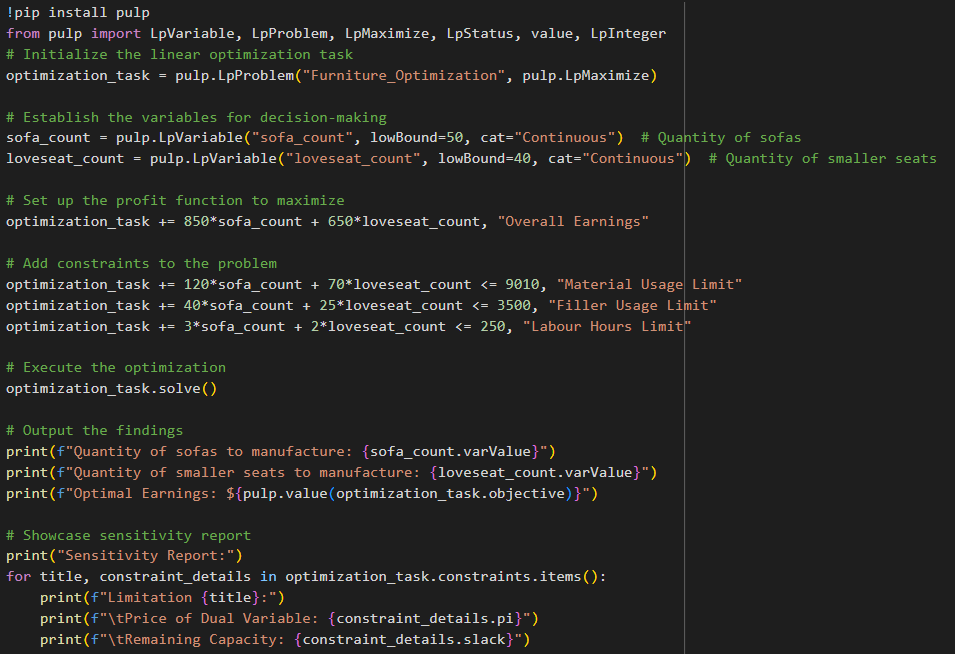 !pip install pulp
from pulp import LpVariable, LpProblem, LpMaximize, LpStatus, value, LpInteger
# Initialize the linear optimization task
optimization_task = pulp.LpProblem("Furniture_Optimization", pulp.LpMaximize)
# Establish the variables for decision-making
sofa_count = pulp.LpVariable("sofa_count", lowBound=50, cat="Continuous")  # Quantity of sofas
loveseat_count = pulp.LpVariable("loveseat_count", lowBound=40, cat="Continuous")  # Quantity of smaller seats
# Set up the profit function to maximize
optimization_task += 850*sofa_count + 650*loveseat_count, "Overall Earnings"
# Add constraints to the problem
optimization_task += 120*sofa_count + 70*loveseat_count <= 9010, "Material Usage Limit"
optimization_task += 40*sofa_count + 25*loveseat_count <= 3500, "Filler Usage Limit"
optimization_task += 3*sofa_count + 2*loveseat_count <= 250, "Labour Hours Limit"
# Execute the optimization
optimization_task.solve()
# Output the findings
print(f"Quantity of sofas to manufacture: {sofa_count.varValue}")
print(f"Quantity of smaller seats to manufacture: {loveseat_count.varValue}")
print(f"Optimal Earnings: ${pulp.value(optimization_task.objective)}")
# Showcase sensitivity report
print("Sensitivity Report:")
for title, constraint_details in optimization_task.constraints.items():
    print(f"Limitation {title}:")
    print(f"\tPrice of Dual Variable: {constraint_details.pi}")
    print(f"\tRemaining Capacity: {constraint_details.slack}")